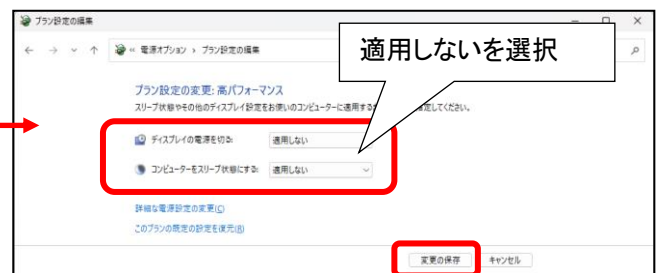 プラン設定の編集
電源オプション › プラン設定の編集
適用しないを選択
プラン設定の変更: 高パフォーマンス
スリープ状態やその他のディスプレイ設定をお使いのコンピューターに適用する
定してください。
ディスプレイの電源を切る: 適用しない
コンピューターをスリープ状態にする: 適用しない
詳細な電源設定の変更(C)
このプランの既定の設定を復元(R)
変更の保存 キャンセル